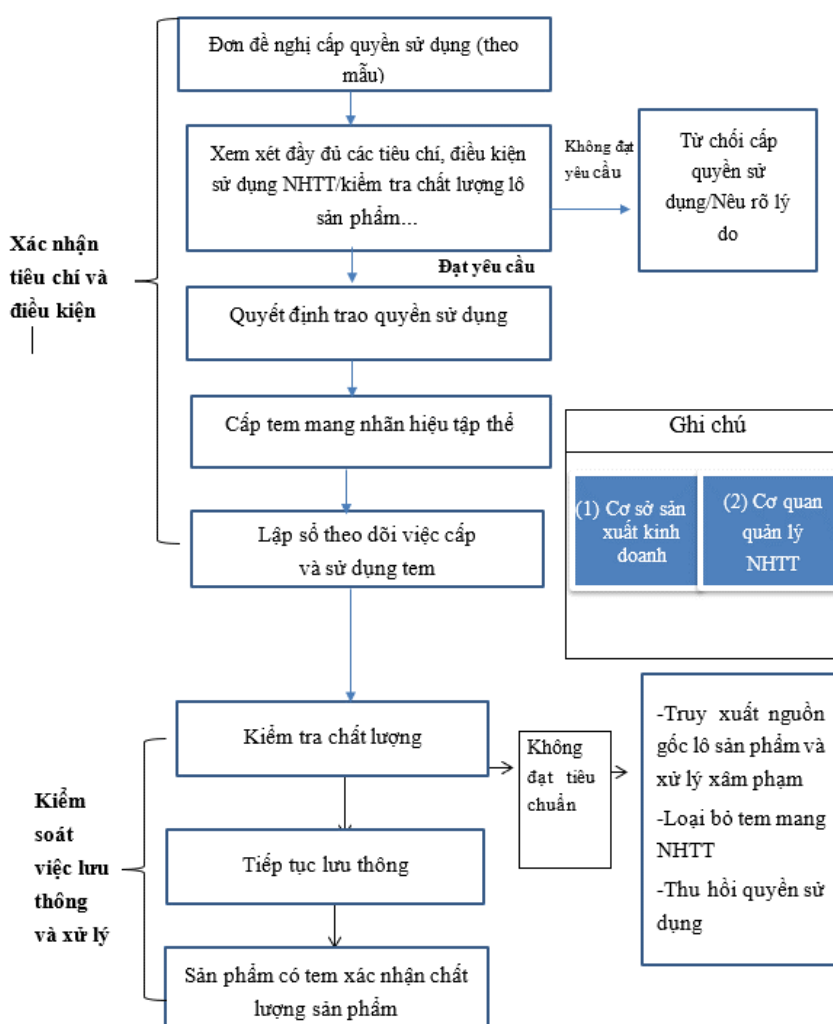 Đơn đề nghị cấp quyền sử dụng (theo
mẫu)
Xem xét đầy đủ các tiêu chí, điều kiện
sử dụng NHTT/kiểm tra chất lượng lô
sản phẩm...
Không đạt
yêu cầu
Từ chối cấp
quyền sử
dụng/Nêu rõ lý
do
Xác nhận
tiêu chí và
điều kiện
Đạt yêu cầu
Quyết định trao quyền sử dụng
Cấp tem mang nhãn hiệu tập thể
Lập sổ theo dõi việc cấp
và sử dụng tem
Ghi chú
(1) Cơ sở sản
xuất kinh
doanh
(2) Cơ quan
quản lý
NHTT
Kiểm tra chất lượng
Không
đạt tiêu
chuẩn
-Truy xuất nguồn
gốc lô sản phẩm và
xử lý xâm phạm
-Loại bỏ tem mang
NHTT
-Thu hồi quyền sử
dụng
Kiểm
soát
việc lưu
thông
và xử lý
Tiếp tục lưu thông
Sản phẩm có tem xác nhận chất
lượng sản phẩm